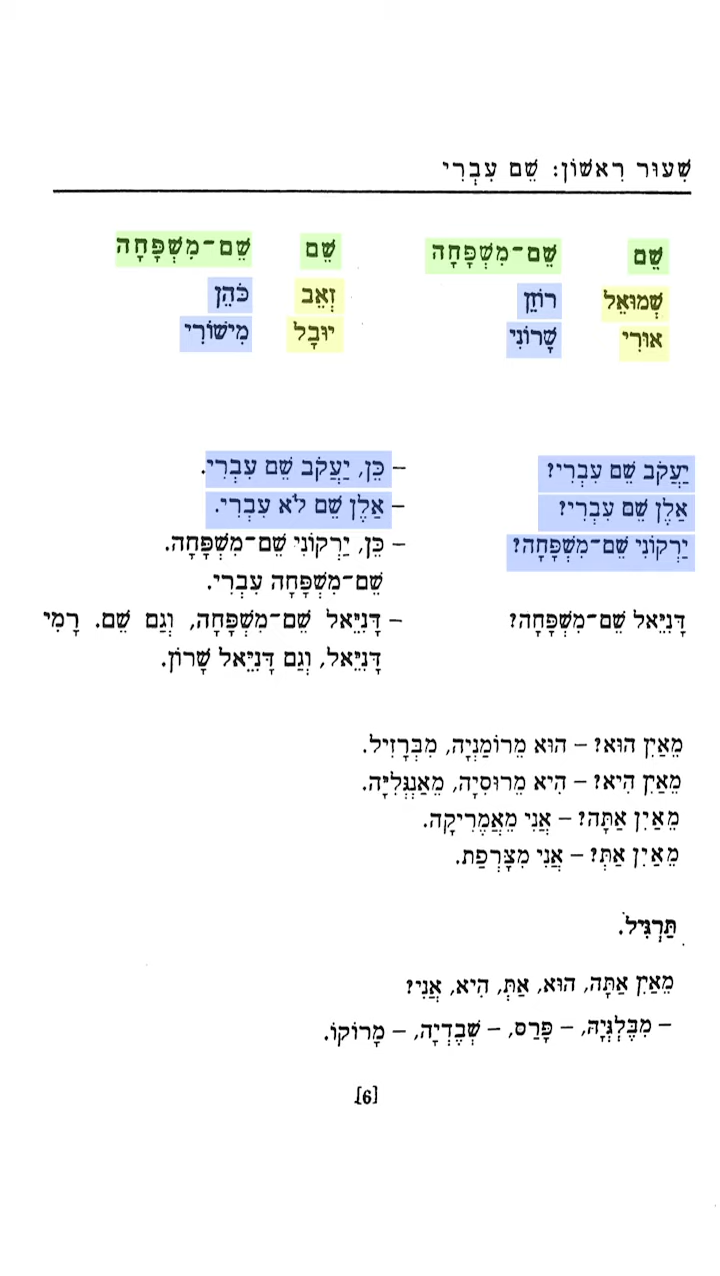 שִׁעוּר רִאשׁוֹן: שֵׁם עִבְרִי
שֵׁם שֵׁם־מִשְׁפָּחָה שֵׁם שֵׁם־מִשְׁפָּחָה
שְׁמוּאֵל רוֹזֵן זְאֵב כֹּהֵן
אוּרִי שָׁרוֹנִי יוּבָל מִישׁוֹרִי
יַעֲקֹב שֵׁם עִבְרִי? – כֵּן, יַעֲקֹב שֵׁם עִבְרִי.
אַלֶן שֵׁם עִבְרִי? – אַלֶן שֵׁם לֹא עִבְרִי.
יַרְקוֹנִי שֵׁם־מִשְׁפָּחָה? – כֵּן, יַרְקוֹנִי שֵׁם־מִשְׁפָּחָה.
שֵׁם־מִשְׁפָּחָה עִבְרִי.
דָּנִיֵּאל שֵׁם־מִשְׁפָּחָה? – דָּנִיֵּאל שֵׁם־מִשְׁפָּחָה, וְגַם שֵׁם. רָמִי
דָּנִיֵּאל, וְגַם דָּנִיֵּאל שָׁרוֹן.
מֵאַיִן הוּא? – הוּא מֵרוֹמַנְיָה, מִבְּרָזִיל.
מֵאַיִן הִיא? – הִיא מֵרוּסִיָה, מֵאַנְגְּלִיָּה.
מֵאַיִן אַתָּה? – אֲנִי מֵאֲמֶרִיקָה.
מֵאַיִן אַתְּ? – אֲנִי מִצָּרְפַת.
תַּרְגִּיל.
מֵאַיִן אַתָּה, הוּא, אַתְּ, הִיא, אֲנִי?
– מִבֶּלְגְּיָה, – פָּרַס, – שְׁבֶדְיָה, – מָרוֹקוֹ.
[6]